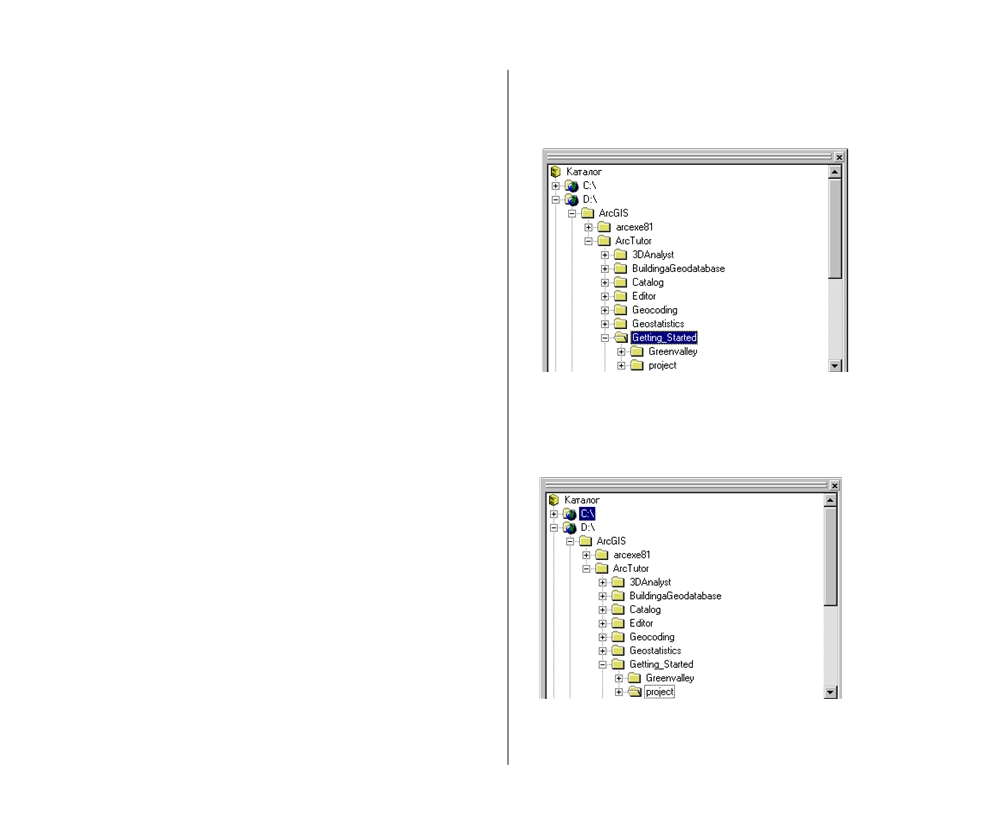 Каталог
C:\
D:\
ArcGIS
arcexe81
ArcTutor
3DAnalyst
BuildingaGeodatabase
Catalog
Editor
Geocoding
Geostatistics
Getting_Started
Greenvalley
project
Каталог
C:\
D:\
ArcGIS
arcexe81
ArcTutor
3DAnalyst
BuildingaGeodatabase
Catalog
Editor
Geocoding
Geostatistics
Getting_Started
Greenvalley
project